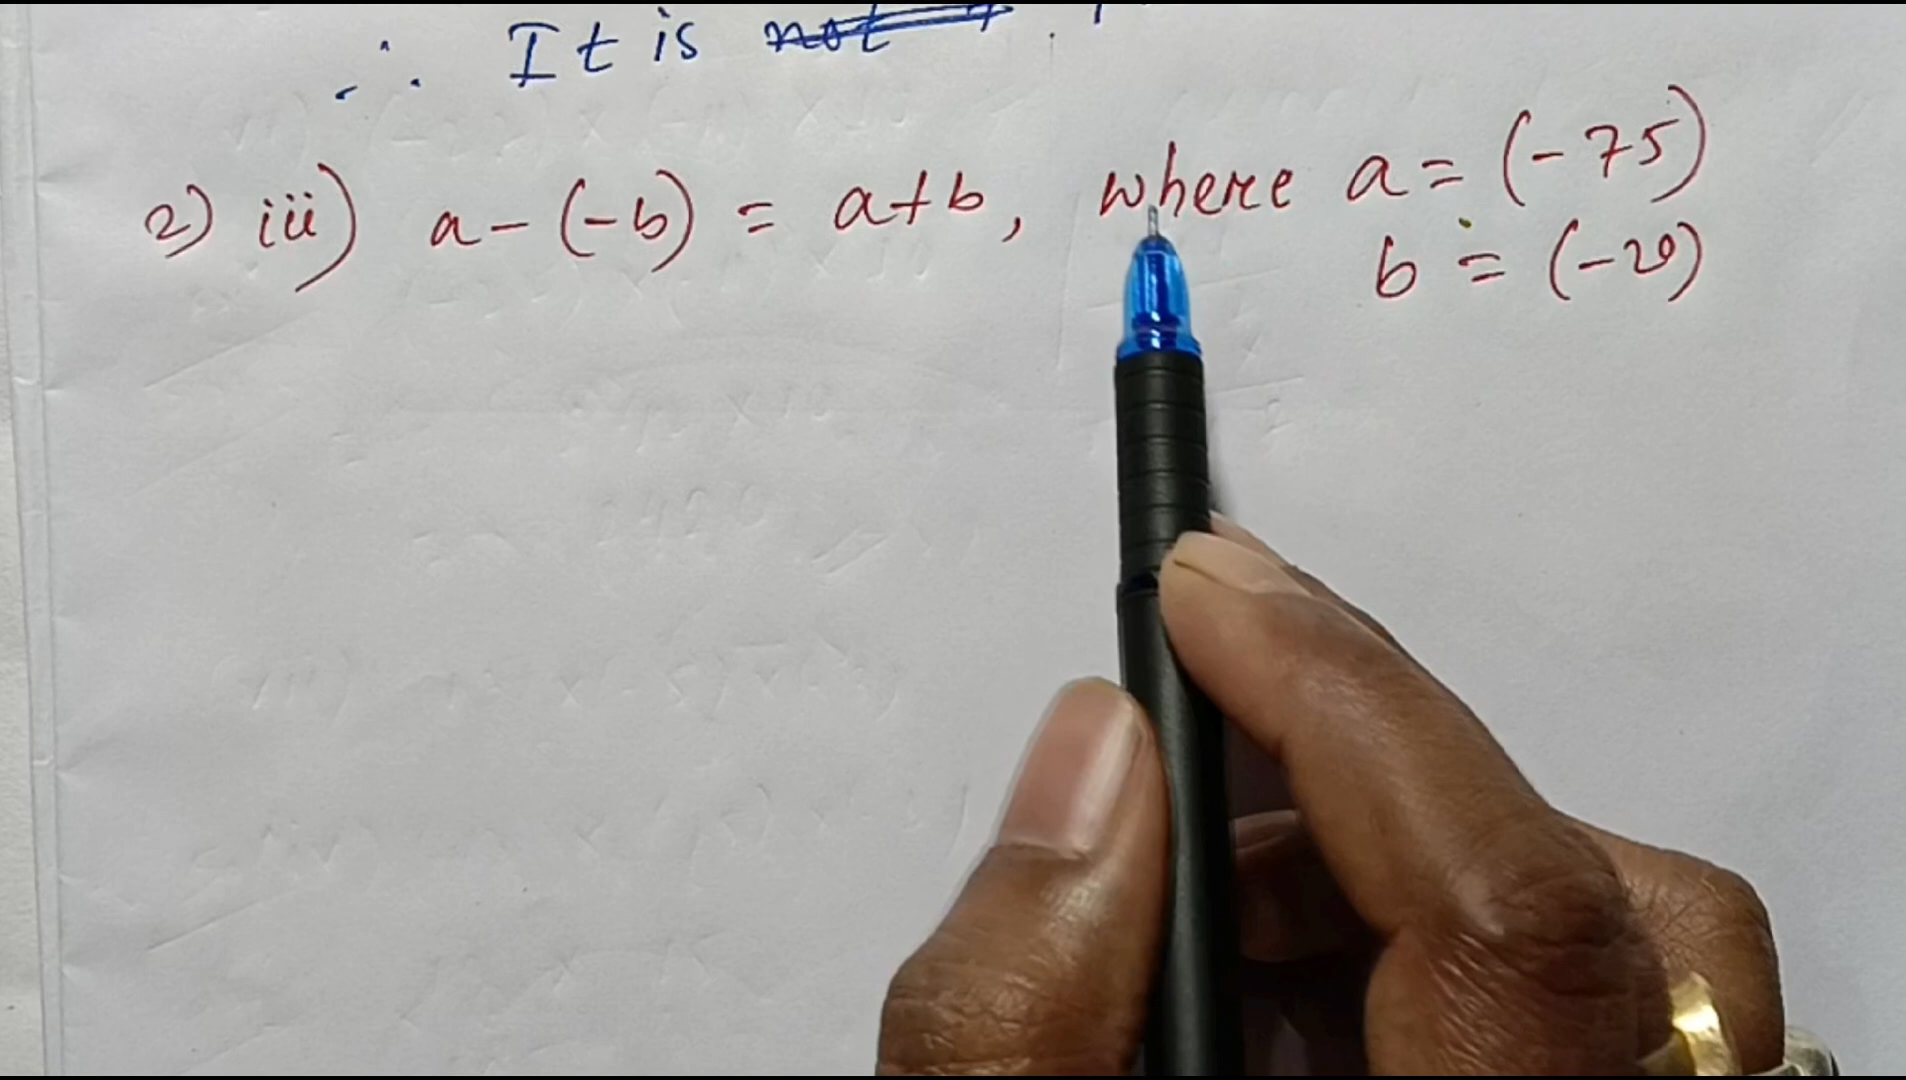 ∴ It is
2) iii) a - (-b) = a+b, where a = (-75)
b = (-20)